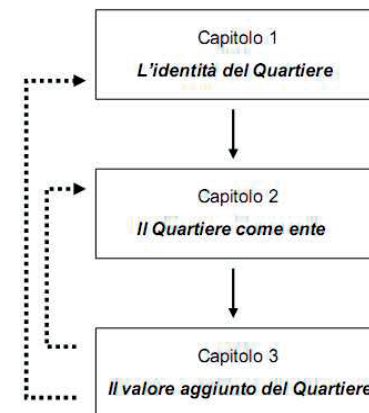 Capitolo 1
L'identità del Quartiere
Capitolo 2
Il Quartiere come ente
Capitolo 3
Il valore aggiunto del Quartiere